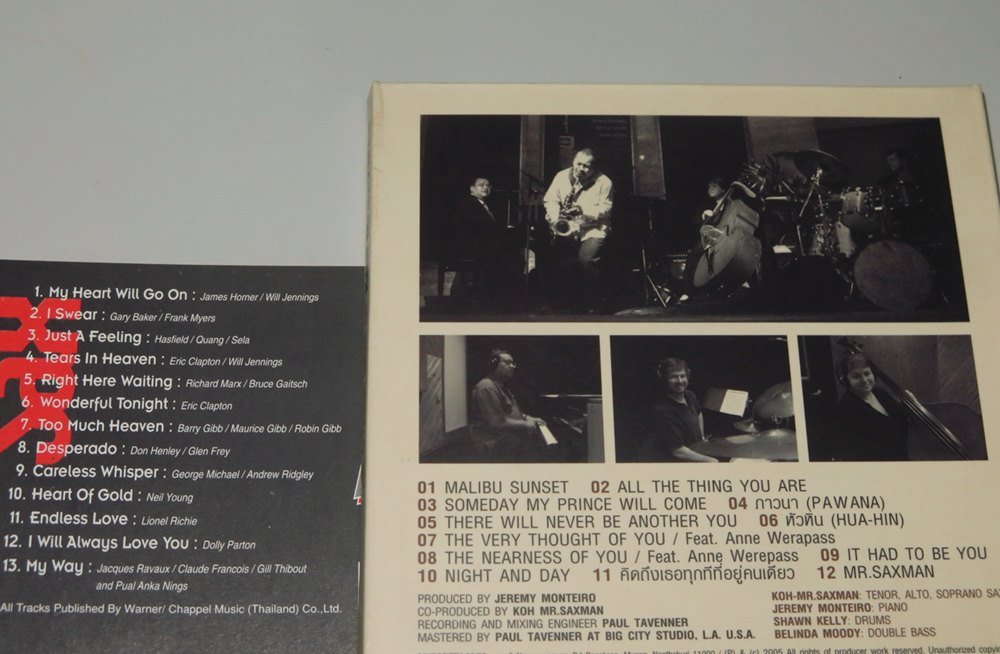 1. My Heart Will Go On : James Horner / Will Jennings
2. I Swear : Gary Baker / Frank Myers
3. Just A Feeling : Hasfield / Quang / Sela
4. Tears In Heaven : Eric Clapton / Will Jennings
5. Right Here Waiting : Richard Marx / Bruce Gaitsch
6. Wonderful Tonight : Eric Clapton
7. Too Much Heaven : Barry Gibb / Maurice Gibb / Robin Gibb
8. Desperado : Don Henley / Glen Frey
9. Careless Whisper : George Michael / Andrew Ridgley
10. Heart Of Gold : Neil Young
11. Endless Love : Lionel Richie
12. I Will Always Love You : Dolly Parton
13. My Way : Jacques Ravaux / Claude Francois / Gill Thibout
and Pual Anka Nings
All Tracks Published By Warner/ Chappel Music (Thailand) Co.,Ltd.
01 MALIBU SUNSET 02 ALL THE THING YOU ARE
03 SOMEDAY MY PRINCE WILL COME 04 ภาวนา (PAWANA)
05 THERE WILL NEVER BE ANOTHER YOU 06 หัวหิน (HUA-HIN)
07 THE VERY THOUGHT OF YOU / Feat. Anne Werapass
08 THE NEARNESS OF YOU / Feat. Anne Werepass 09 IT HAD TO BE YOU
10 NIGHT AND DAY 11 คิดถึงเธอทุกทีที่อยู่คนเดียว 12 MR.SAXMAN
PRODUCED BY JEREMY MONTEIRO
CO-PRODUCED BY KOH MR.SAXMAN
RECORDING AND MIXING ENGINEER PAUL TAVENNER
MASTERED BY PAUL TAVENNER AT BIG CITY STUDIO, L.A. U.S.A.
KOH-MR.SAXMAN: TENOR, ALTO, SOPRANO
JEREMY MONTEIRO: PIANO
SHAWN KELLY: DRUMS
BELINDA MOODY: DOUBLE BASS
11000 / (P) & (c) 2005 All rights of producer work reserved. Unauthorized